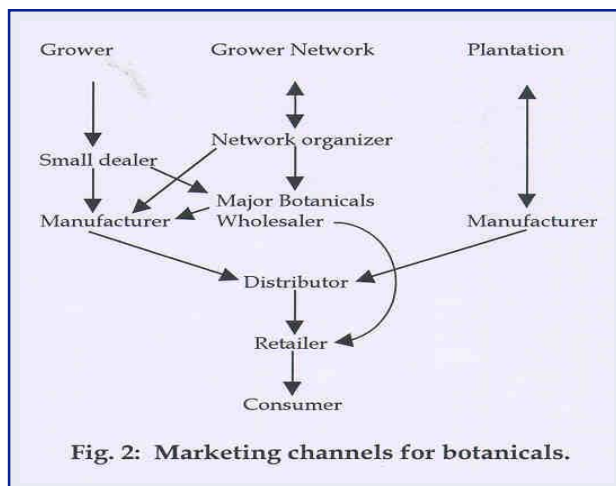 Grower Grower Network Plantation
Network organizer
Small dealer
Major Botanicals
Manufacturer Wholesaler Manufacturer
Distributor
Retailer
Consumer
Fig. 2: Marketing channels for botanicals.